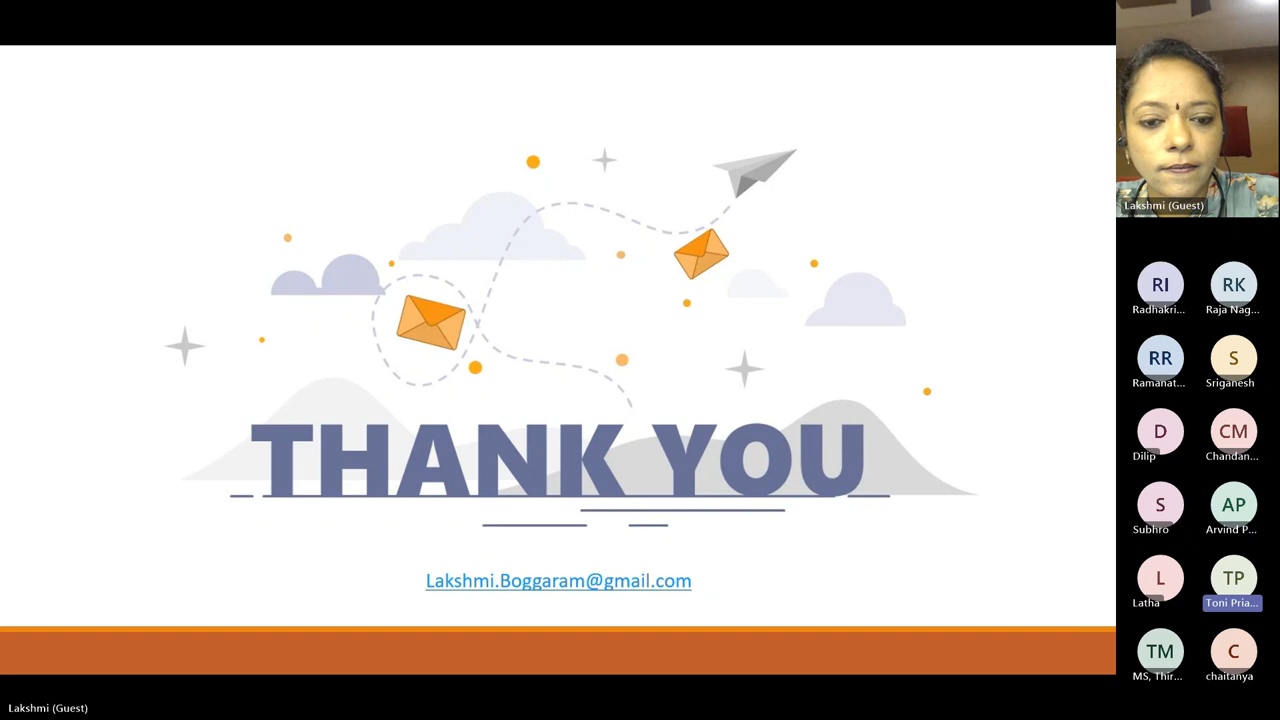 THANK YOU
Lakshmi.Boggaram@gmail.com
Lakshmi (Guest)
RI
RK
Radhakri...
Raja Nag...
RR
S
Ramanat...
Sriganesh
D
CM
Dilip
Chandan...
S
AP
Subhro
Arvind P...
L
TP
Latha
Toni Pria...
TM
C
MS, Thir...
chaitanya
Lakshmi (Guest)